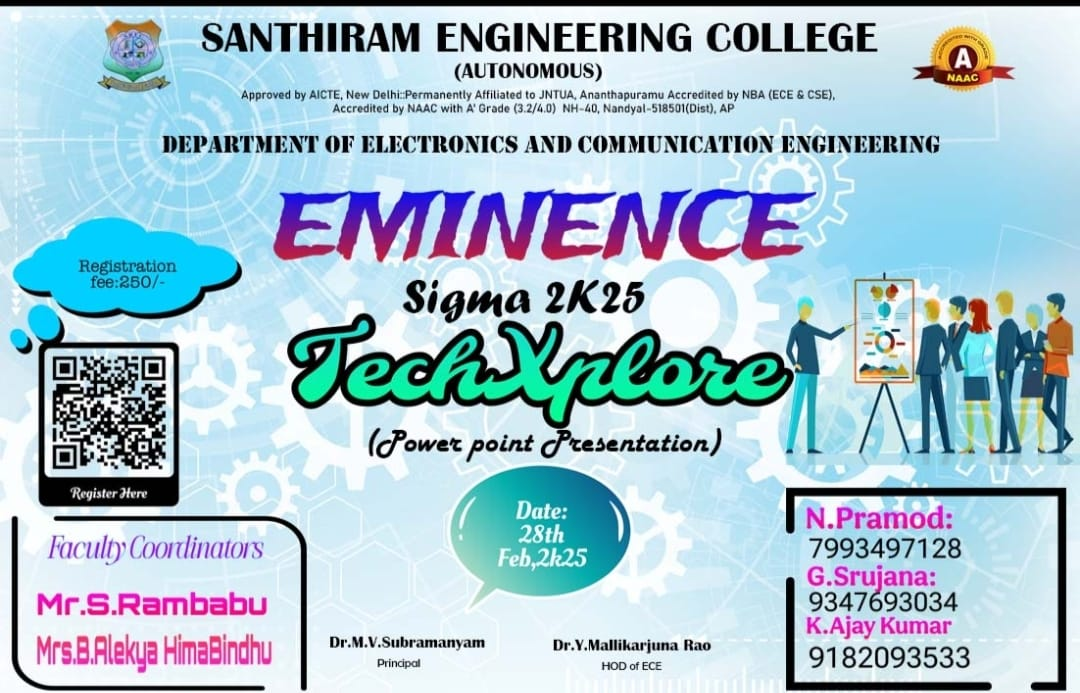 SANTHIRAM ENGINEERING COLLEGE
(AUTONOMOUS)
Approved by AICTE, New Delhi::Permanently Affiliated to JNTUA, Ananthapuramu Accredited by NBA (ECE & CSE),
Accredited by NAAC with A' Grade (3.2/4.0) NH-40, Nandyal-518501(Dist), AP
ACCREDITED WITH GRADE
A
NAAC
DEPARTMENT OF ELECTRONICS AND COMMUNICATION ENGINEERING
EMINENCE
Sigma 2K25
TechXplore
(Power point Presentation)
Registration
fee:250/-
Register Here
Date:
28th
Feb,2k25
Faculty Coordinators
Mr.S.Rambabu
Mrs.B.Alekya HimaBindhu
Dr.M.V.Subramanyam
Principal
Dr.Y.Mallikarjuna Rao
HOD of ECE
N.Pramod:
7993497128
G.Srujana:
9347693034
K.Ajay Kumar
9182093533